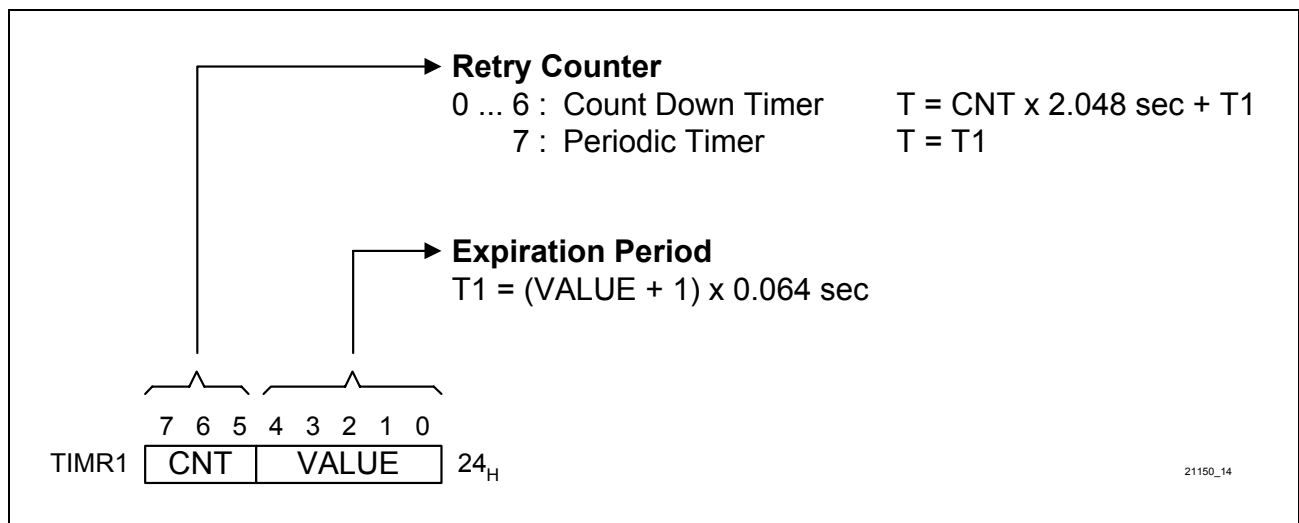 Retry Counter
0 ... 6 : Count Down Timer T = CNT x 2.048 sec + T1
7 : Periodic Timer T = T1
Expiration Period
T1 = (VALUE + 1) x 0.064 sec
7 6 5 4 3 2 1 0
TIMR1 CNT VALUE 24H
21150_14